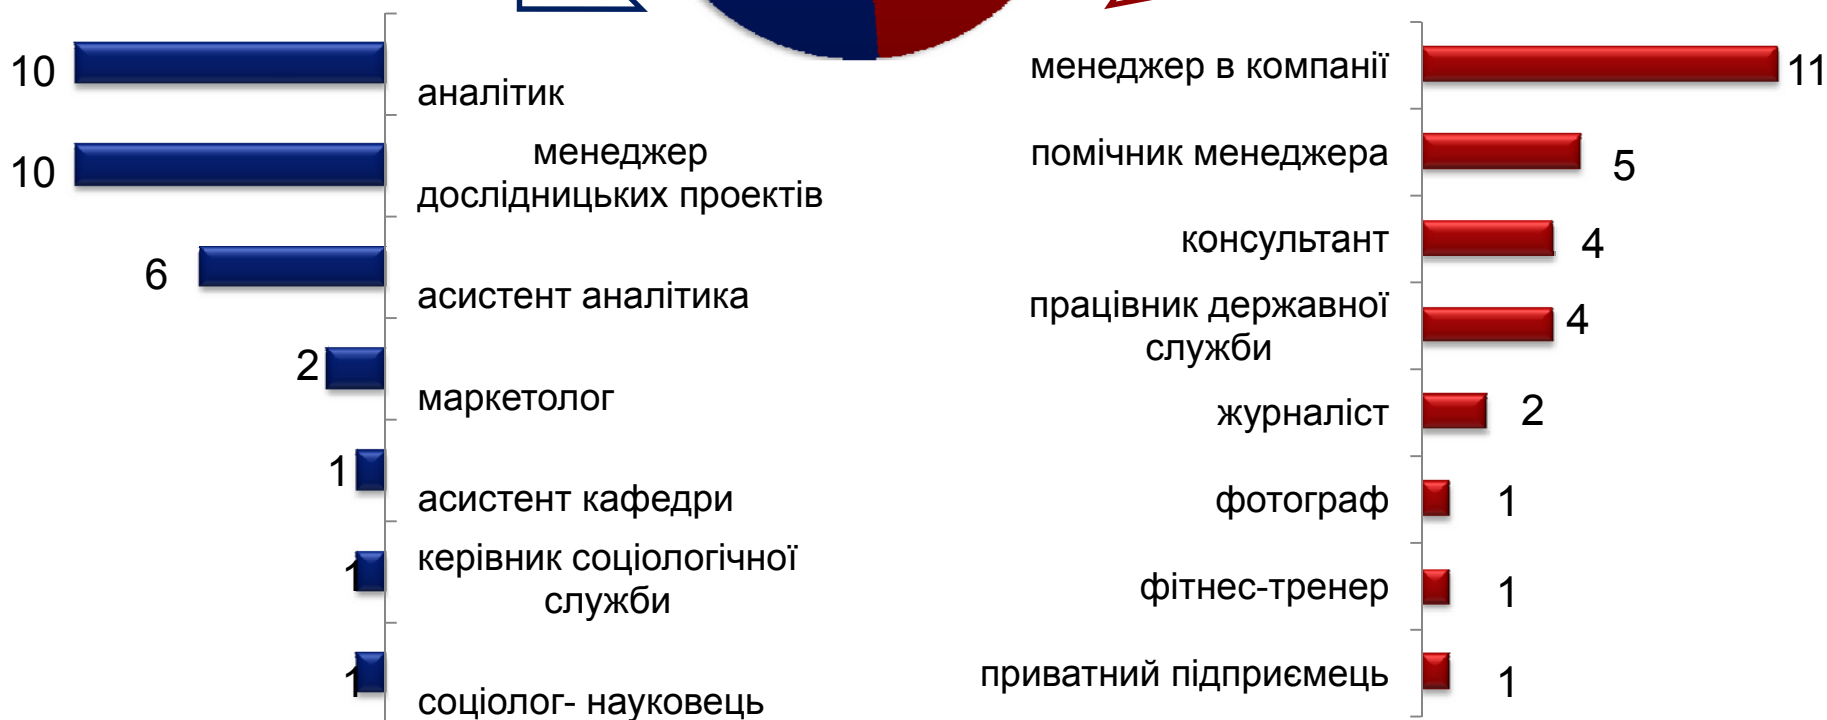 10
аналітик
10
менеджер
дослідницьких проектів
6
асистент аналітика
2
маркетолог
1
асистент кафедри
1
керівник соціологічної
служби
1
соціолог- науковець
менеджер в компанії
11
помічник менеджера
5
консультант
4
працівник державної
служби
4
журналіст
2
фотограф
1
фітнес-тренер
1
приватний підприємець
1